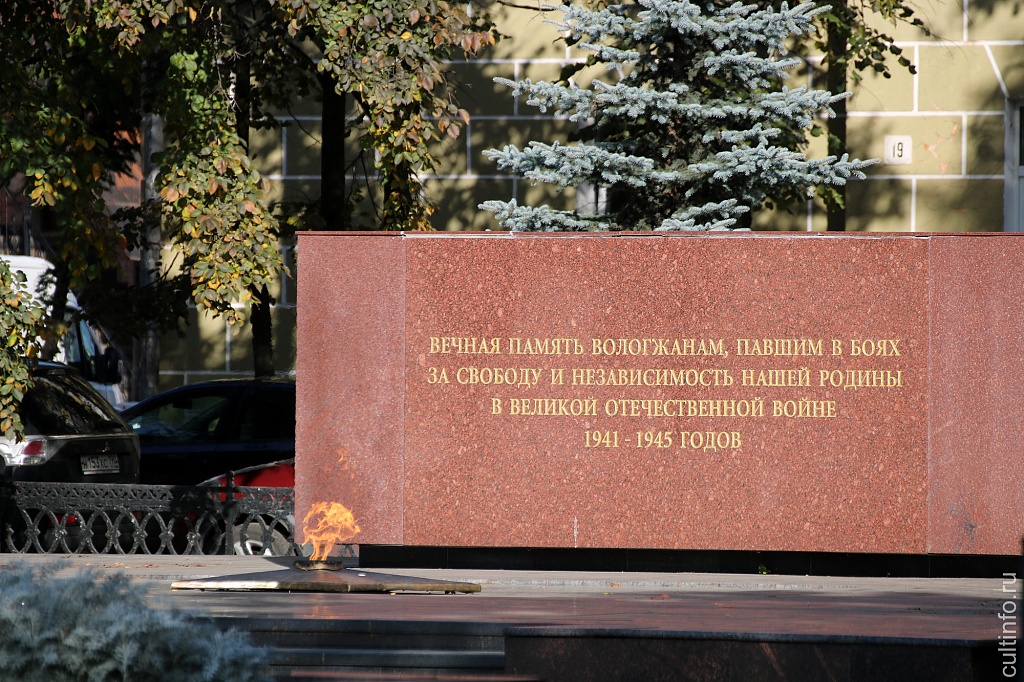 19
ВЕЧНАЯ ПАМЯТЬ ВОЛОГЖАНАМ, ПАВШИМ В БОЯХ
ЗА СВОБОДУ И НЕЗАВИСИМОСТЬ НАШЕЙ РОДИНЫ
В ВЕЛИКОЙ ОТЕЧЕСТВЕННОЙ ВОЙНЕ
1941 - 1945 ГОДОВ
cultinfo.ru